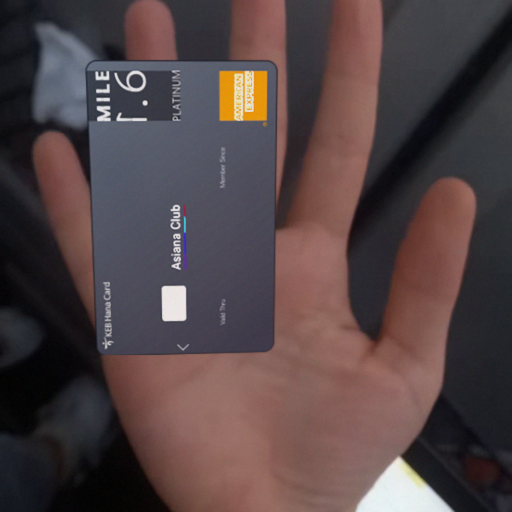 KEB Hana Card
MILE
1.6
PLATINUM
Asiana Club
Member Since
Valid Thru
AMERICAN
EXPRESS